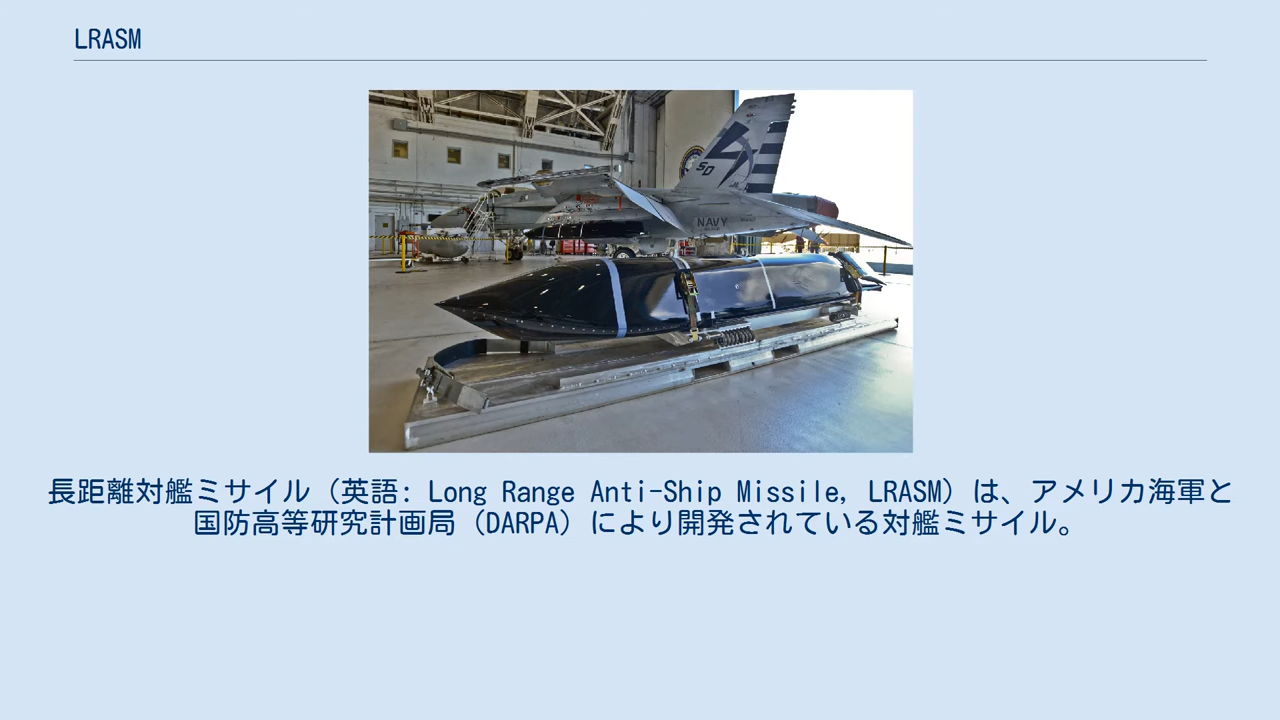 LRASM
SD
NAVY
長距離対艦ミサイル（英語: Long Range Anti-Ship Missile, LRASM）は、アメリカ海軍と
国防高等研究計画局（DARPA）により開発されている対艦ミサイル。